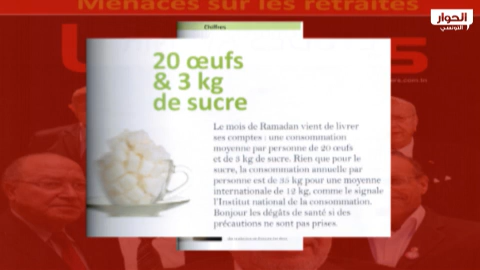 Menaces sur les retraités
Chiffres
الحوار
التونسي
20 œufs
& 3 kg
de sucre
Le mois de Ramadan vient de livrer
ses comptes : une consommation
moyenne par personne de 20 œufs
et de 3 kg de sucre. Rien que pour le
sucre, la consommation annuelle par
personne est de 35 kg pour une moyenne
internationale de 12 kg, comme le signale
l'Institut national de la consommation.
Bonjour les dégâts de santé si des
précautions ne sont pas prises.